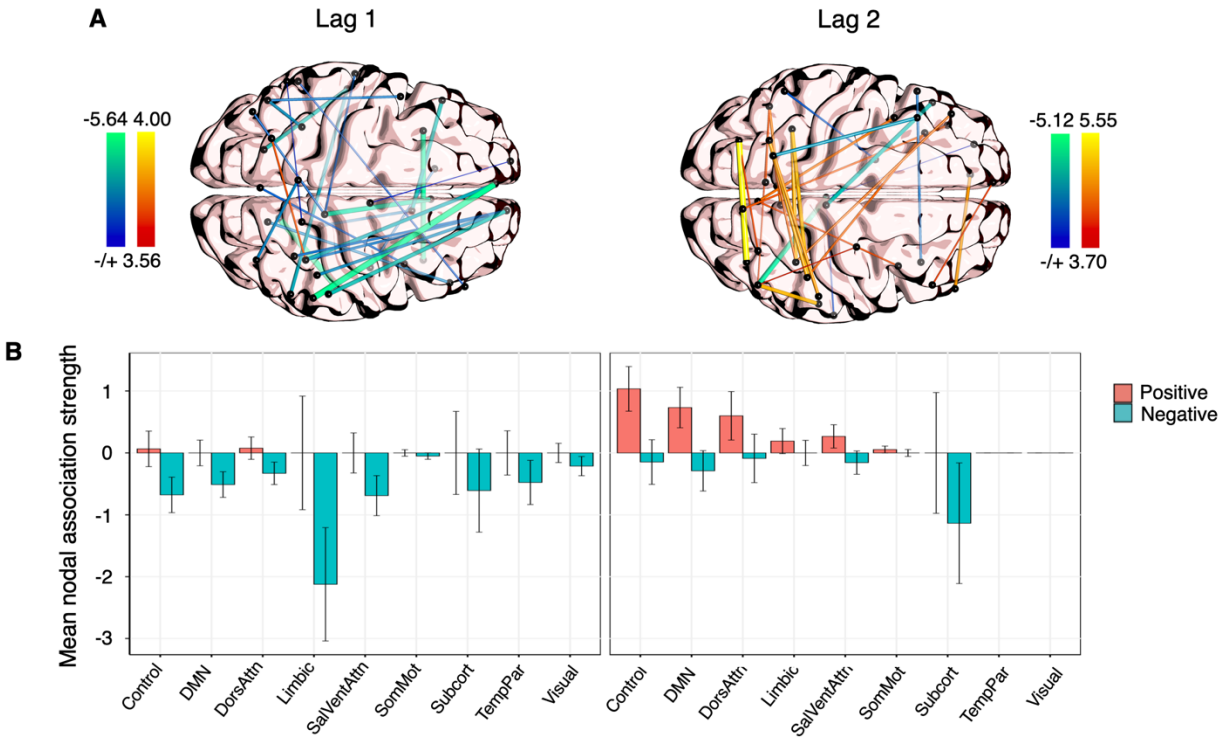 A
Lag 1
Lag 2
-5.64 4.00
-/+ 3.56
-5.12 5.55
-/+ 3.70
B
Mean nodal association strength
1
0
-1
-2
-3
Control
DMN
DorsAttn
Limbic
SalVentAttn
SomMot
Subcort
TempPar
Visual
Control
DMN
DorsAttn
Limbic
SalVentAttn
SomMot
Subcort
TempPar
Visual
Positive
Negative